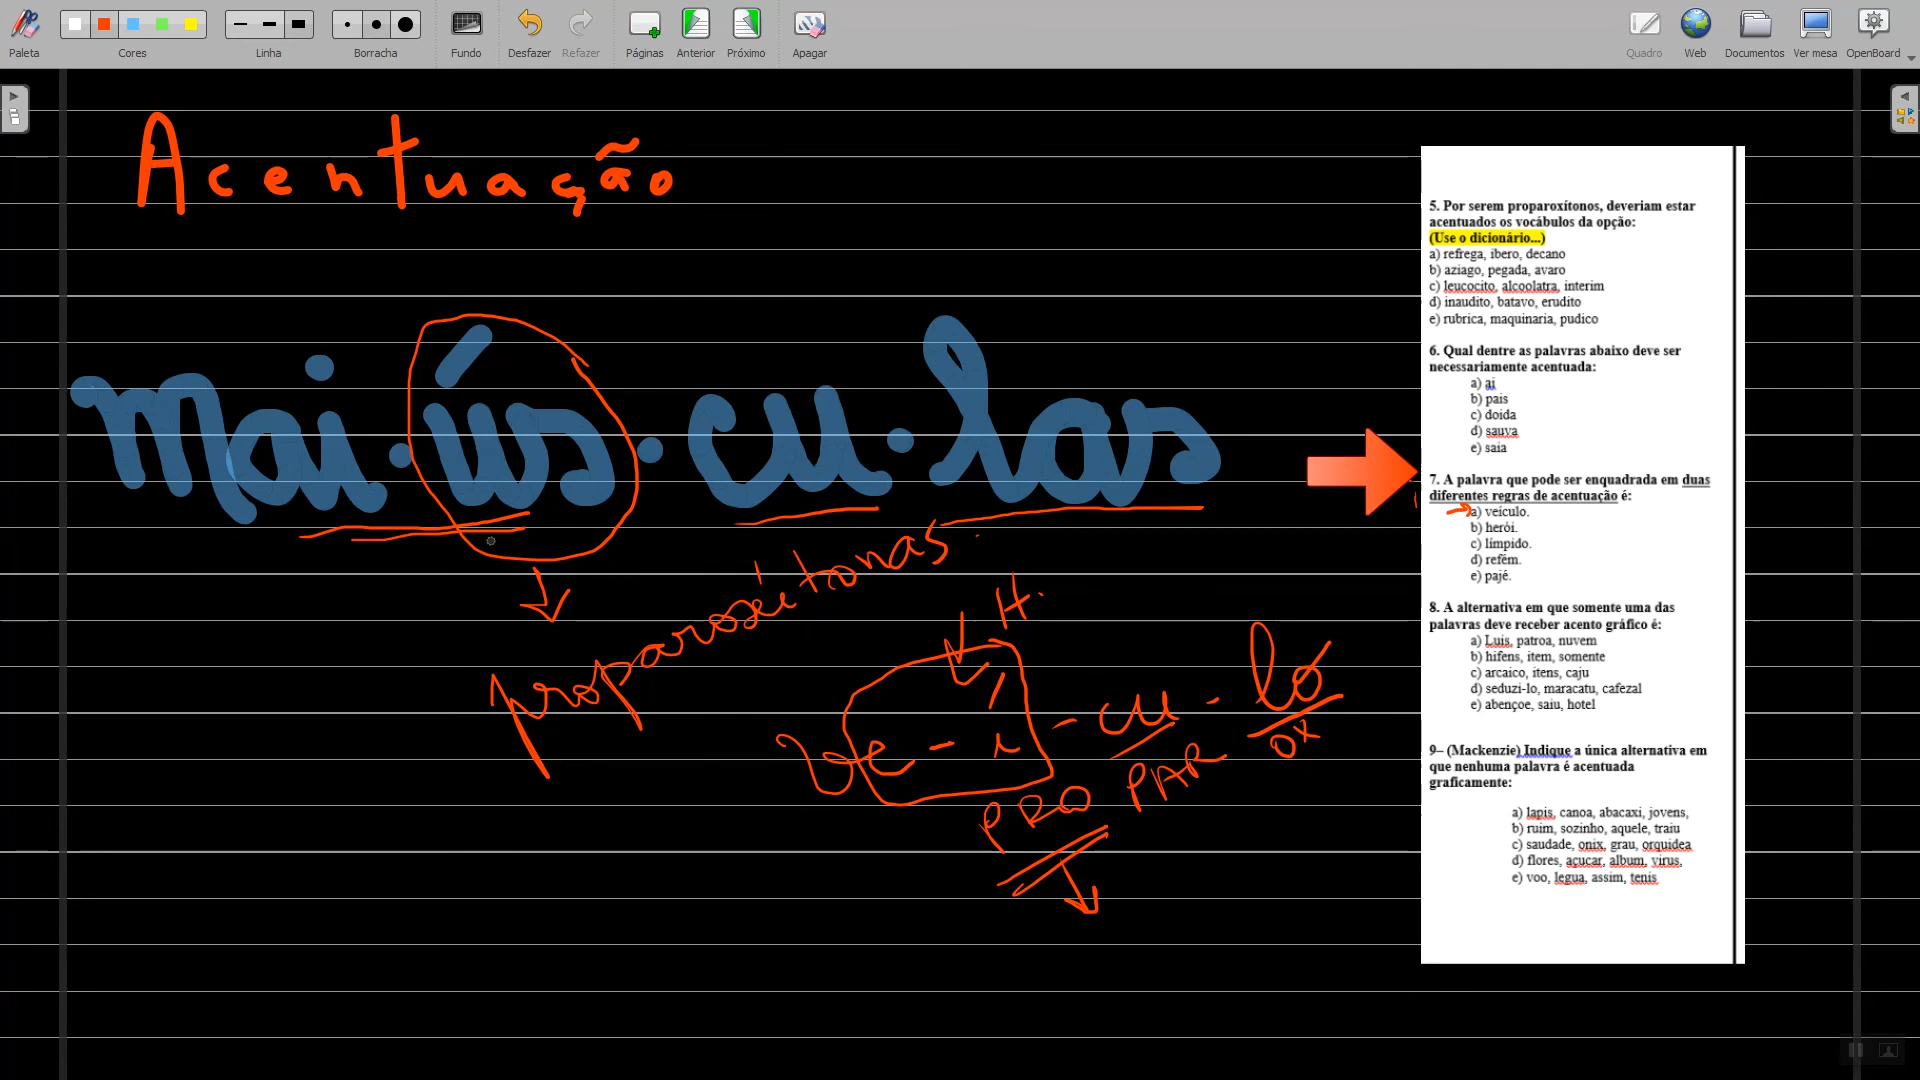 Paleta
Cores
Linha
Borracha
Fundo
Desfazer
Refazer
Páginas
Anterior
Próximo
Apagar
Quadro
Web
Documentos
Ver mesa
OpenBoard
Acentuação
mai·ús·cu·las
proparoxítonas.
H.
ve - í - cu - lo
PRO PAR OX
5. Por serem proparoxítonos, deveriam estar
acentuados os vocábulos da opção:
(Use o dicionário...)
a) refrega, ibero, decano
b) aziago, pegada, avaro
c) leucocito, alcoolatra, interim
d) inaudito, batavo, erudito
e) rubrica, maquinaria, pudico
6. Qual dentre as palavras abaixo deve ser
necessariamente acentuada:
a) ai
b) pais
c) doida
d) sauva
e) saia
7. A palavra que pode ser enquadrada em duas
diferentes regras de acentuação é:
a) veículo.
b) herói.
c) límpido.
d) refém.
e) pajé.
8. A alternativa em que somente uma das
palavras deve receber acento gráfico é:
a) Luis, patroa, nuvem
b) hifens, item, somente
c) arcaico, itens, caju
d) seduzi-lo, maracatu, cafezal
e) abençoe, saiu, hotel
9– (Mackenzie) Indique a única alternativa em
que nenhuma palavra é acentuada
graficamente:
a) lapis, canoa, abacaxi, jovens,
b) ruim, sozinho, aquele, traiu
c) saudade, onix, grau, orquidea
d) flores, açucar, album, virus,
e) voo, legua, assim, tenis